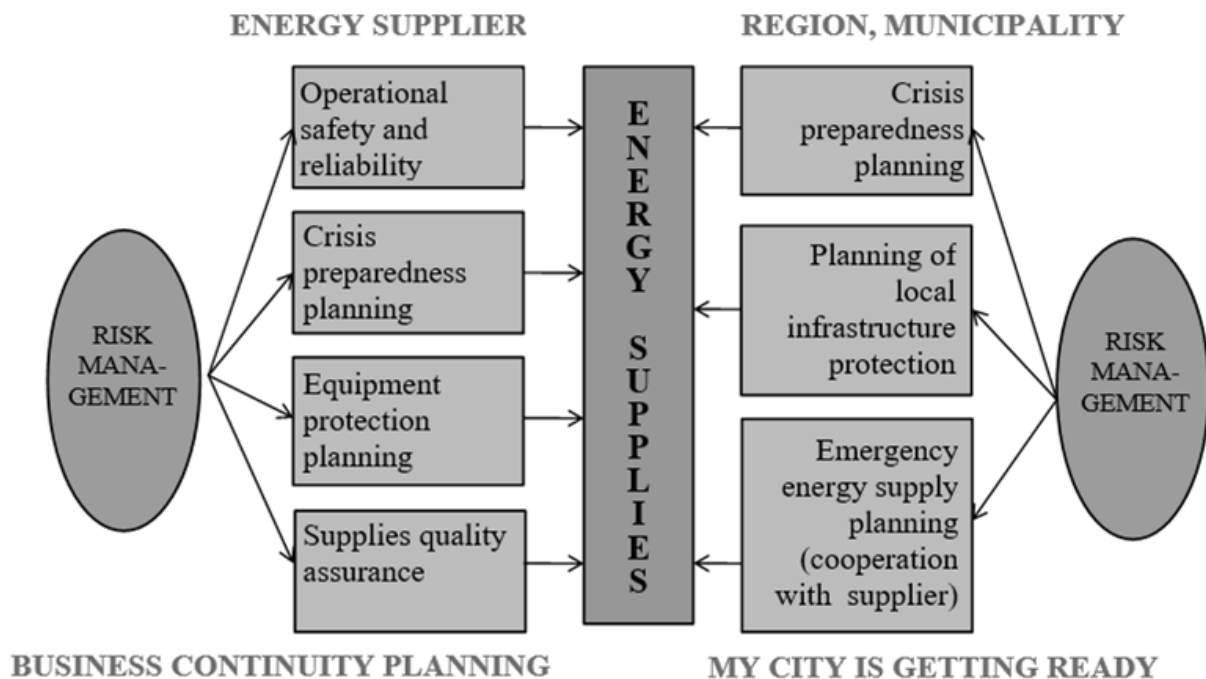 ENERGY SUPPLIER
REGION, MUNICIPALITY
RISK
MANA-
GEMENT
Operational
safety and
reliability
Crisis
preparedness
planning
Equipment
protection
planning
Supplies quality
assurance
ENERGY SUPPLIES
Crisis
preparedness
planning
Planning of
local
infrastructure
protection
Emergency
energy supply
planning
(cooperation
with supplier)
RISK
MANA-
GEMENT
BUSINESS CONTINUITY PLANNING
MY CITY IS GETTING READY